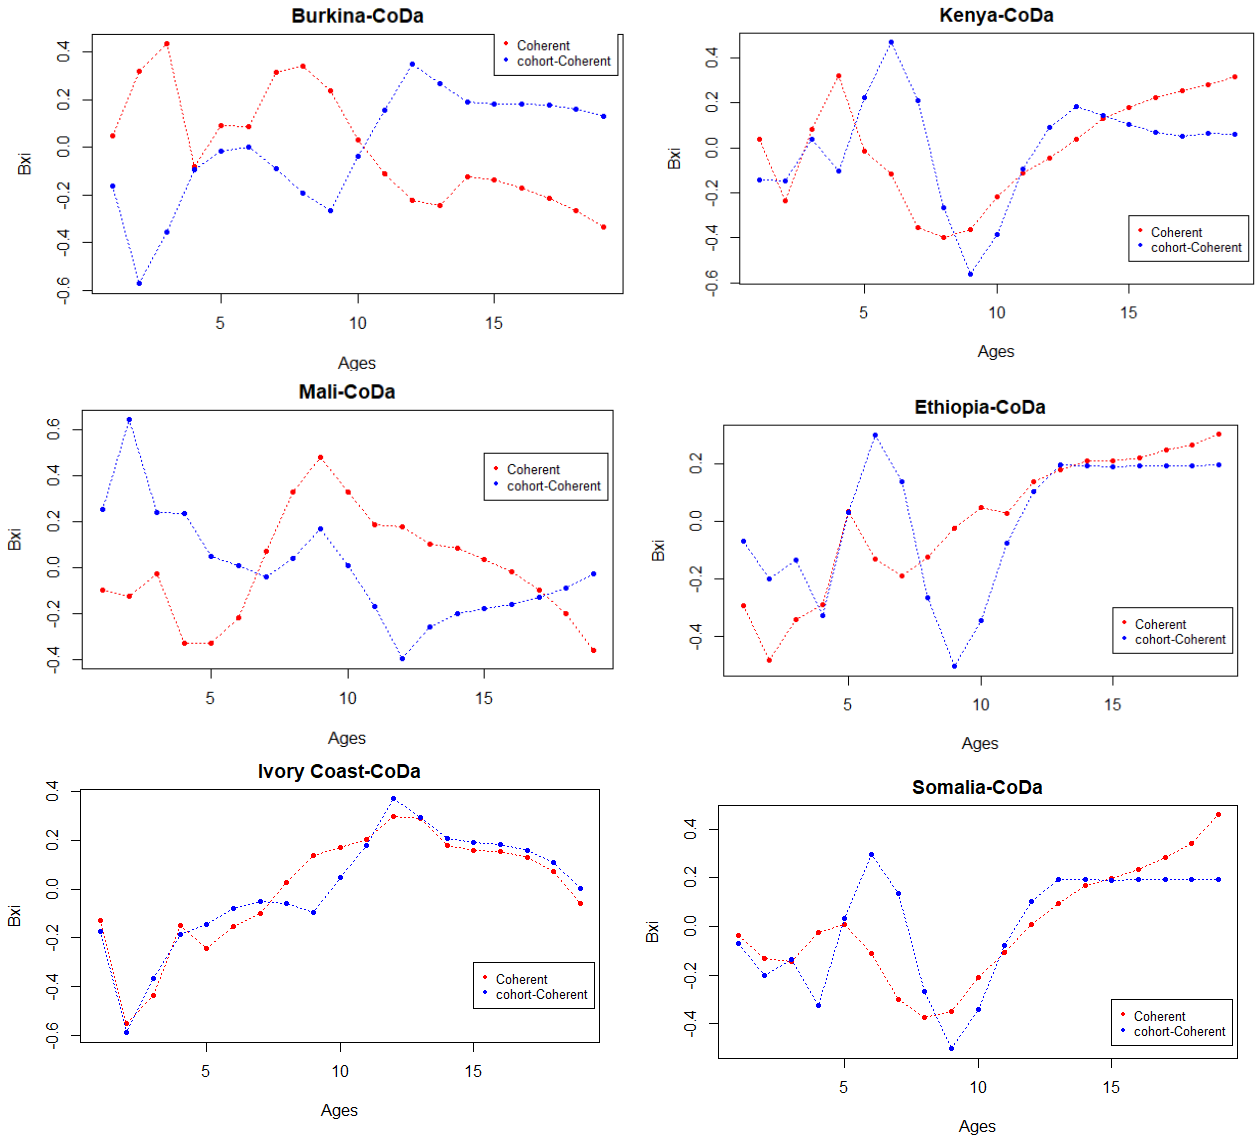 Burkina-CoDa
Coherent
cohort-Coherent
0.4
0.2
0.0
-0.2
-0.4
-0.6
Bxi
5 10 15
Ages
Kenya-CoDa
0.4
0.2
0.0
-0.2
-0.4
-0.6
Bxi
Coherent
cohort-Coherent
5 10 15
Ages
Mali-CoDa
0.6
0.4
0.2
0.0
-0.2
-0.4
Bxi
Coherent
cohort-Coherent
5 10 15
Ages
Ethiopia-CoDa
0.2
0.0
-0.2
-0.4
Bxi
Coherent
cohort-Coherent
5 10 15
Ages
Ivory Coast-CoDa
0.4
0.2
0.0
-0.2
-0.4
-0.6
Bxi
Coherent
cohort-Coherent
5 10 15
Ages
Somalia-CoDa
0.4
0.2
0.0
-0.2
-0.4
Bxi
Coherent
cohort-Coherent
5 10 15
Ages